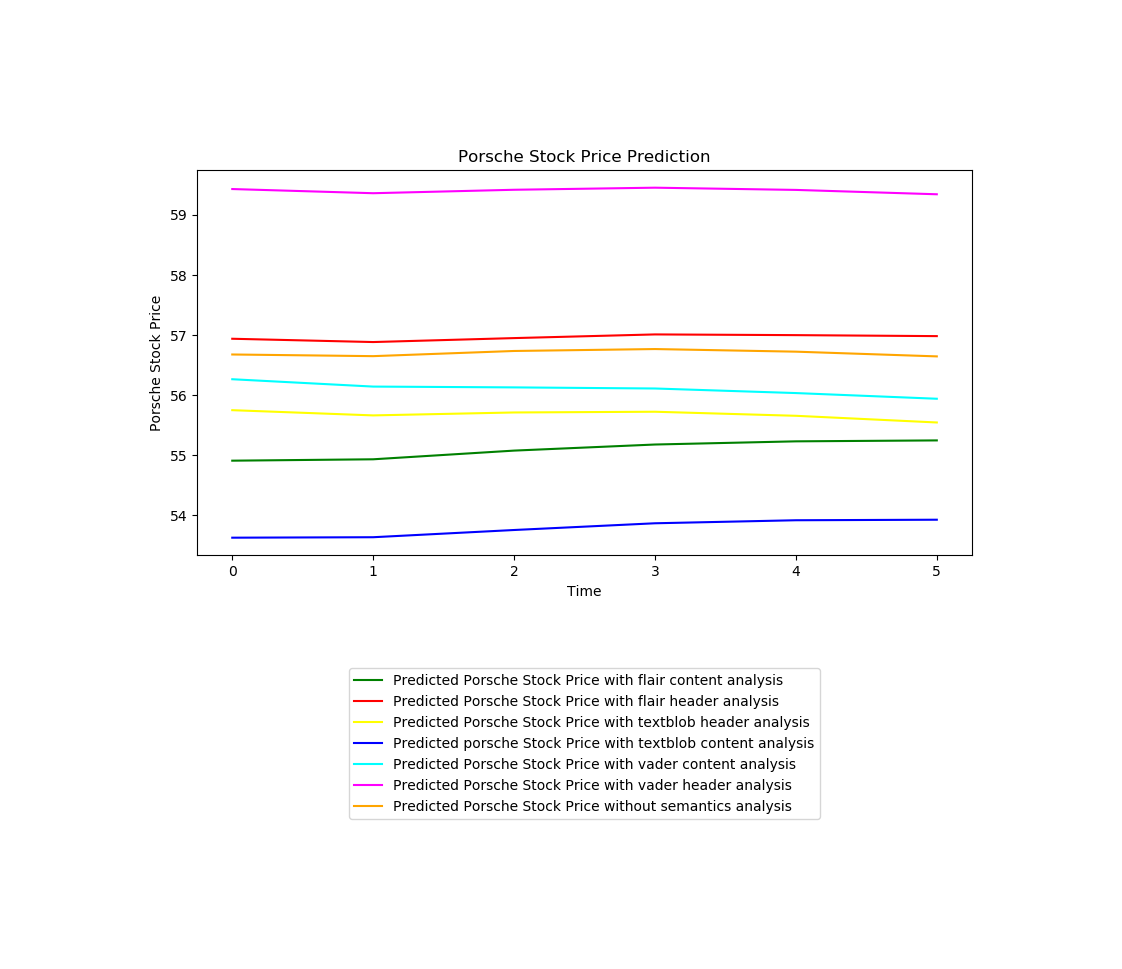 Porsche Stock Price Prediction
Porsche Stock Price
59
58
57
56
55
54
0 1 2 3 4 5
Time
Predicted Porsche Stock Price with flair content analysis
Predicted Porsche Stock Price with flair header analysis
Predicted Porsche Stock Price with textblob header analysis
Predicted porsche Stock Price with textblob content analysis
Predicted Porsche Stock Price with vader content analysis
Predicted Porsche Stock Price with vader header analysis
Predicted Porsche Stock Price without semantics analysis